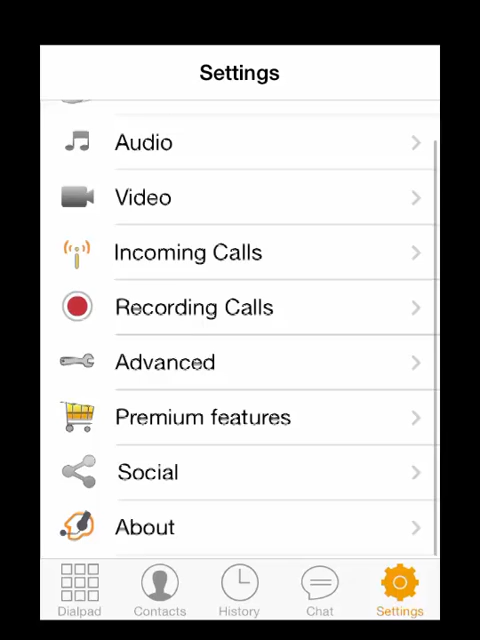 Settings
Audio
Video
Incoming Calls
Recording Calls
Advanced
Premium features
Social
About
Dialpad
Contacts
History
Chat
Settings